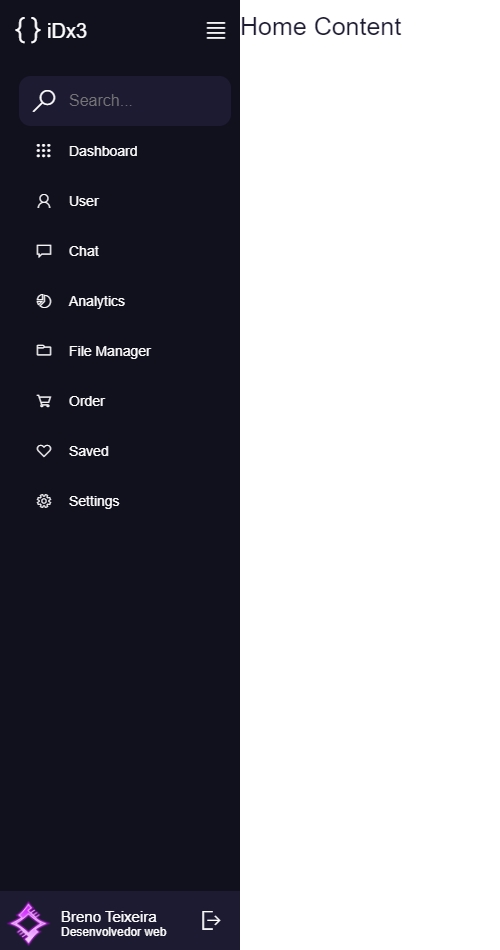 { } iDx3
Home Content
Search...
Dashboard
User
Chat
Analytics
File Manager
Order
Saved
Settings
Breno Teixeira
Desenvolvedor web